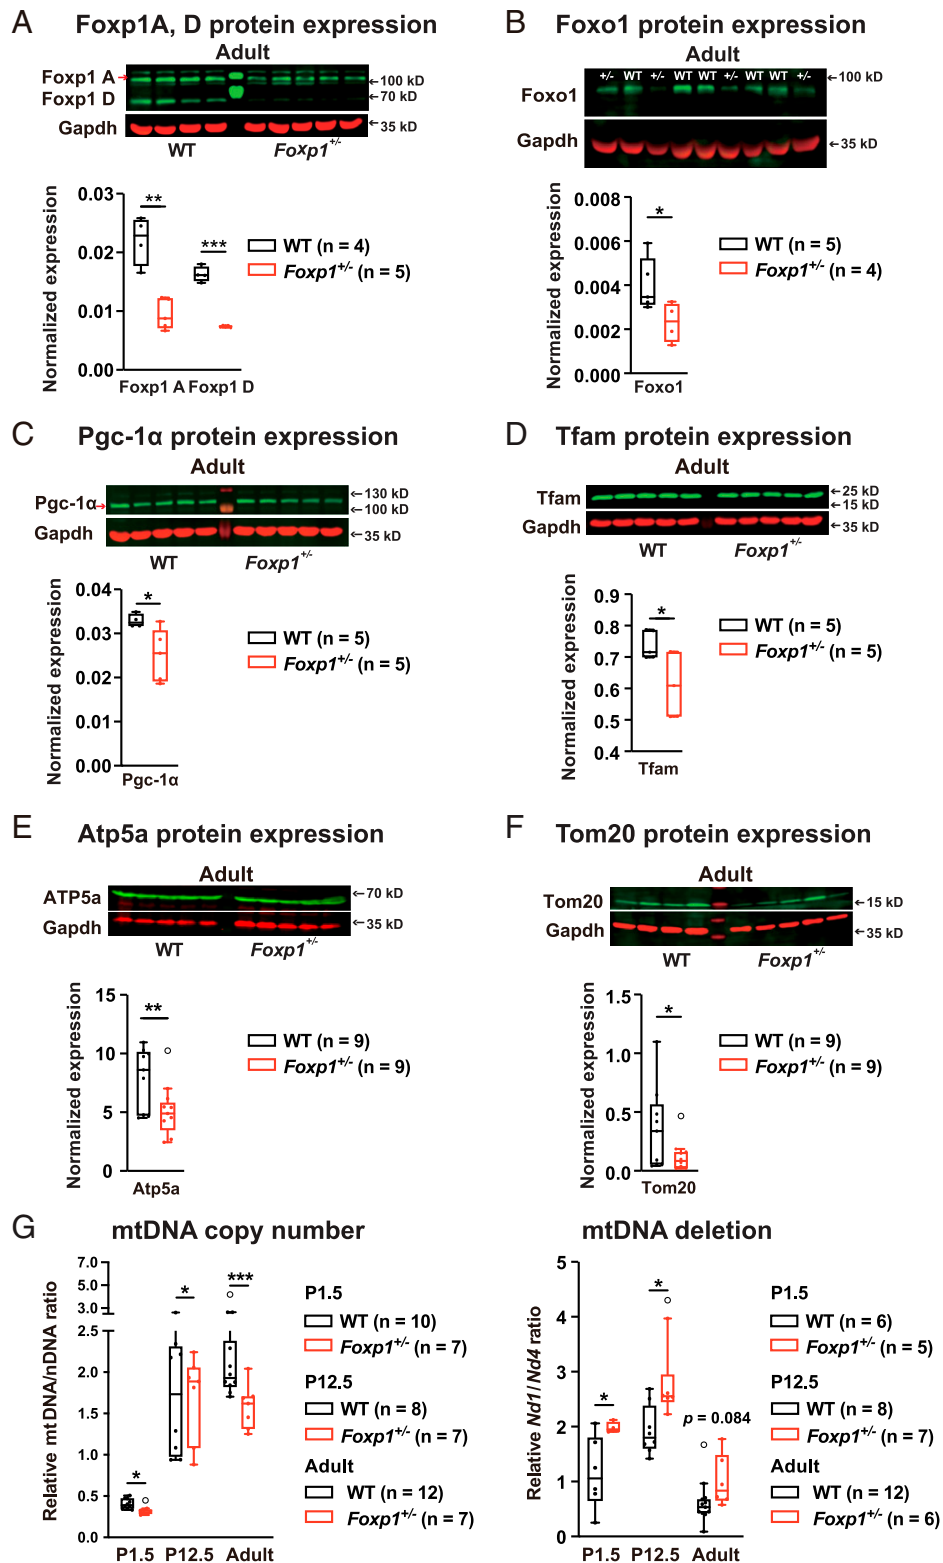 A Foxp1A, D protein expression
Adult
Foxp1 A
Foxp1 D
Gapdh
←100 kD
←70 kD
←35 kD
WT Foxp1+/-
Normalized expression
0.03
0.02
0.01
0.00
**
***
Foxp1 A Foxp1 D
WT (n = 4)
Foxp1+/- (n = 5)
B Foxo1 protein expression
Adult
+/- WT +/- WT WT +/- WT WT +/-
Foxo1
Gapdh
←100 kD
←35 kD
Normalized expression
0.008
0.006
0.004
0.002
0.000
*
Foxo1
WT (n = 5)
Foxp1+/- (n = 4)
C Pgc-1α protein expression
Adult
Pgc-1α
Gapdh
←130 kD
←100 kD
←35 kD
WT Foxp1+/-
Normalized expression
0.04
0.03
0.02
0.01
0.00
*
Pgc-1α
WT (n = 5)
Foxp1+/- (n = 5)
D Tfam protein expression
Adult
Tfam
Gapdh
←25 kD
←15 kD
←35 kD
WT Foxp1+/-
Normalized expression
0.9
0.8
0.7
0.6
0.5
0.4
*
Tfam
WT (n = 5)
Foxp1+/- (n = 5)
E Atp5a protein expression
Adult
ATP5a
Gapdh
←70 kD
←35 kD
WT Foxp1+/-
Normalized expression
15
10
5
0
**
Atp5a
WT (n = 9)
Foxp1+/- (n = 9)
F Tom20 protein expression
Adult
Tom20
Gapdh
←15 kD
←35 kD
WT Foxp1+/-
Normalized expression
1.5
1.0
0.5
0.0
*
Tom20
WT (n = 9)
Foxp1+/- (n = 9)
G mtDNA copy number
Relative mtDNA/nDNA ratio
7.0
5.0
3.0
2.5
2.0
1.5
1.0
0.5
0.0
*
*
***
P1.5 P12.5 Adult
P1.5
WT (n = 10)
Foxp1+/- (n = 7)
P12.5
WT (n = 8)
Foxp1+/- (n = 7)
Adult
WT (n = 12)
Foxp1+/- (n = 7)
mtDNA deletion
Relative Nd1/Nd4 ratio
5
4
3
2
1
0
*
*
p = 0.084
P1.5 P12.5 Adult
P1.5
WT (n = 6)
Foxp1+/- (n = 5)
P12.5
WT (n = 8)
Foxp1+/- (n = 7)
Adult
WT (n = 12)
Foxp1+/- (n = 6)